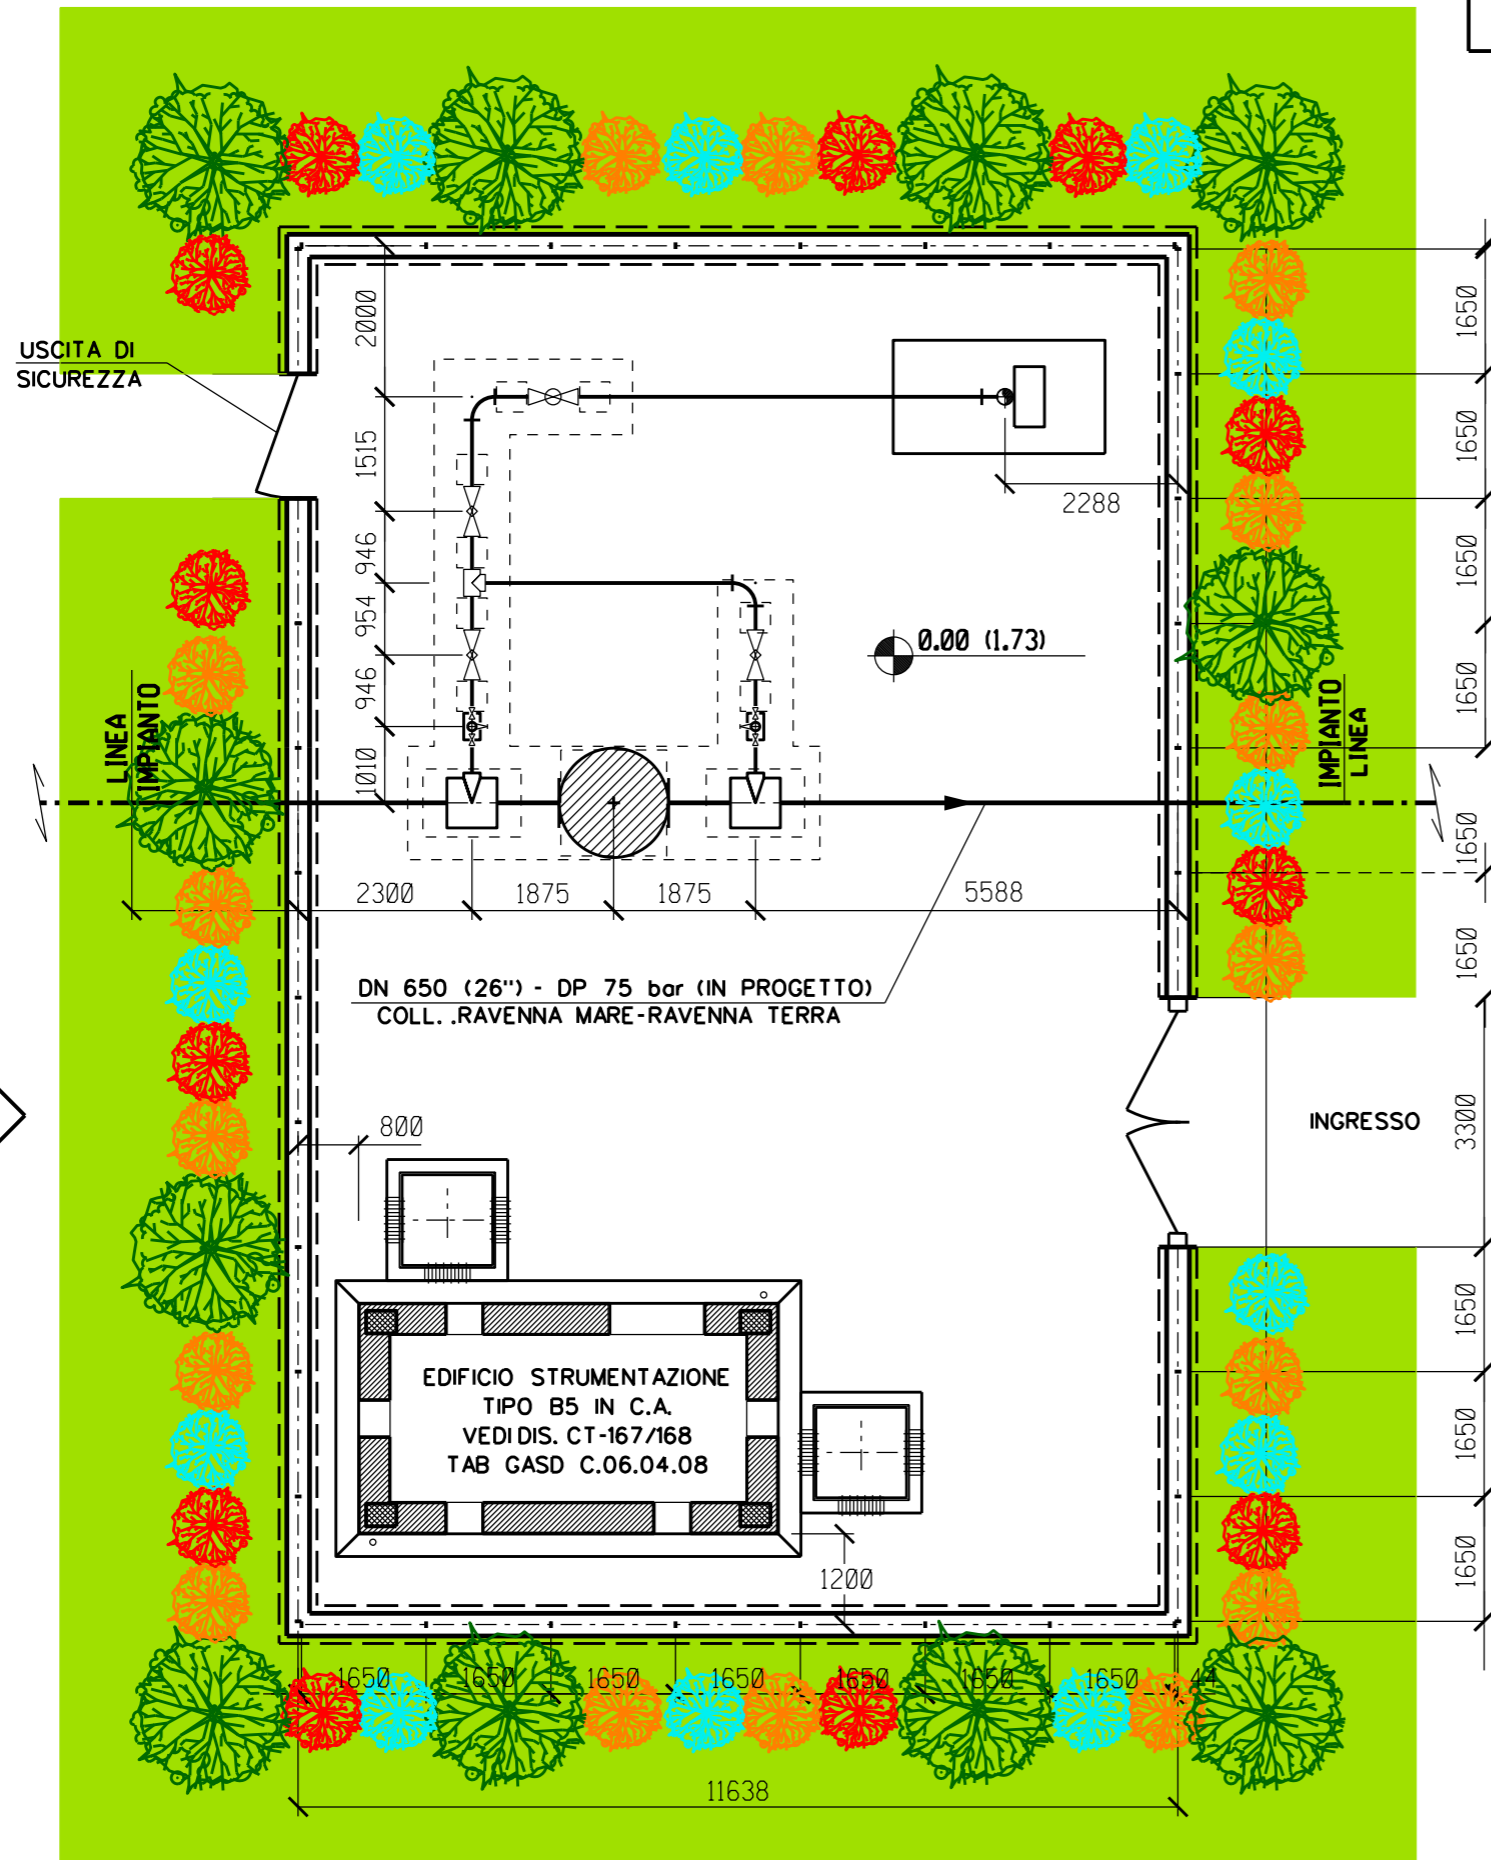 USCITA DI
SICUREZZA
2000
1515
946
954
946
1010
2288
0.00 (1.73)
LINEA
IMPIANTO
IMPIANTO
LINEA
2300
1875
1875
5588
DN 650 (26") - DP 75 bar (IN PROGETTO)
COLL. .RAVENNA MARE-RAVENNA TERRA
800
INGRESSO
EDIFICIO STRUMENTAZIONE
TIPO B5 IN C.A.
VEDI DIS. CT-167/168
TAB GASD C.06.04.08
1200
1650
1650
1650
1650
1650
1650
3300
1650
1650
1650
1650
1650
1650
1650
1650
1650
1650
44
11638